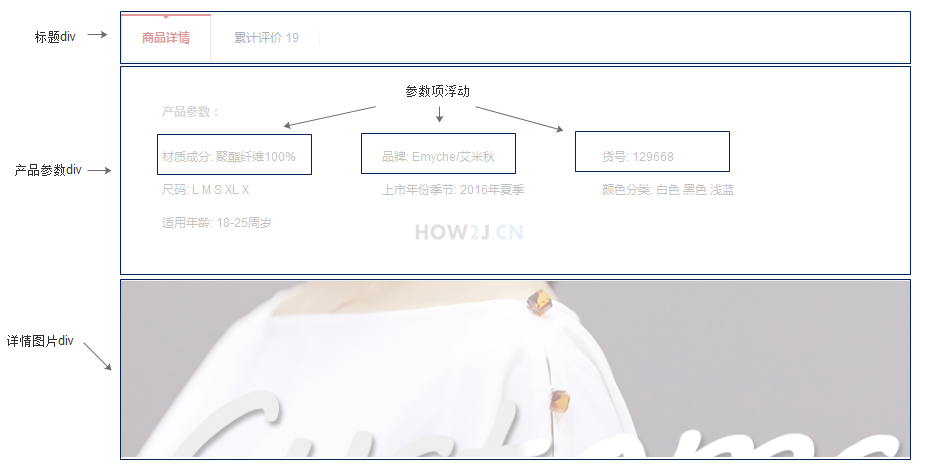 标题div
商品详情 累计评价 19
参数项浮动
产品参数：
产品参数div
材质成分: 聚酯纤维100% 品牌: Emyche/艾米秋 货号: 129668
尺码: L M S XL X 上市年份季节: 2016年夏季 颜色分类: 白色 黑色 浅蓝
适用年龄: 18-25周岁
HOW2J.CN
详情图片div
Customs